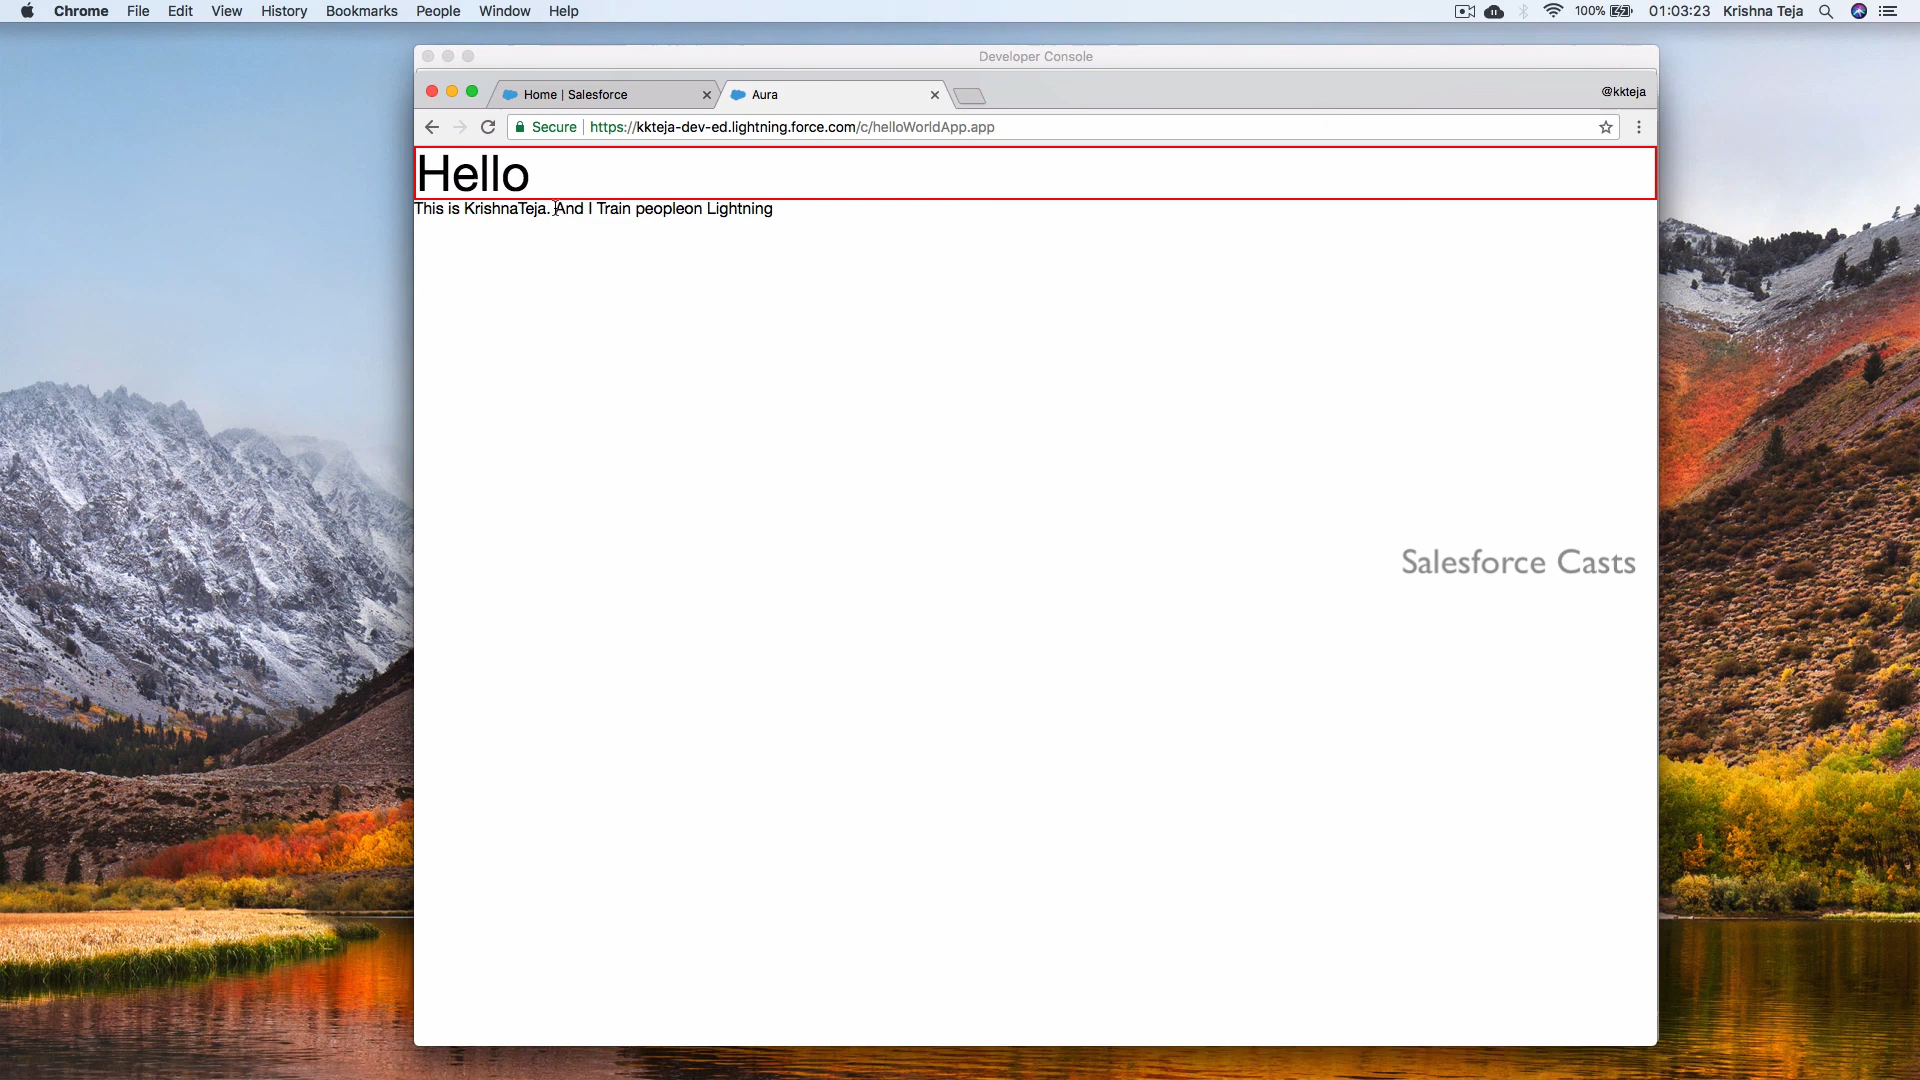 Chrome File Edit View History Bookmarks People Window Help 100% 01:03:23 Krishna Teja
Developer Console
Home | Salesforce Aura @kkteja
Secure https://kkteja-dev-ed.lightning.force.com/c/helloWorldApp.app
Hello
This is KrishnaTeja. And I Train peopleon Lightning
Salesforce Casts